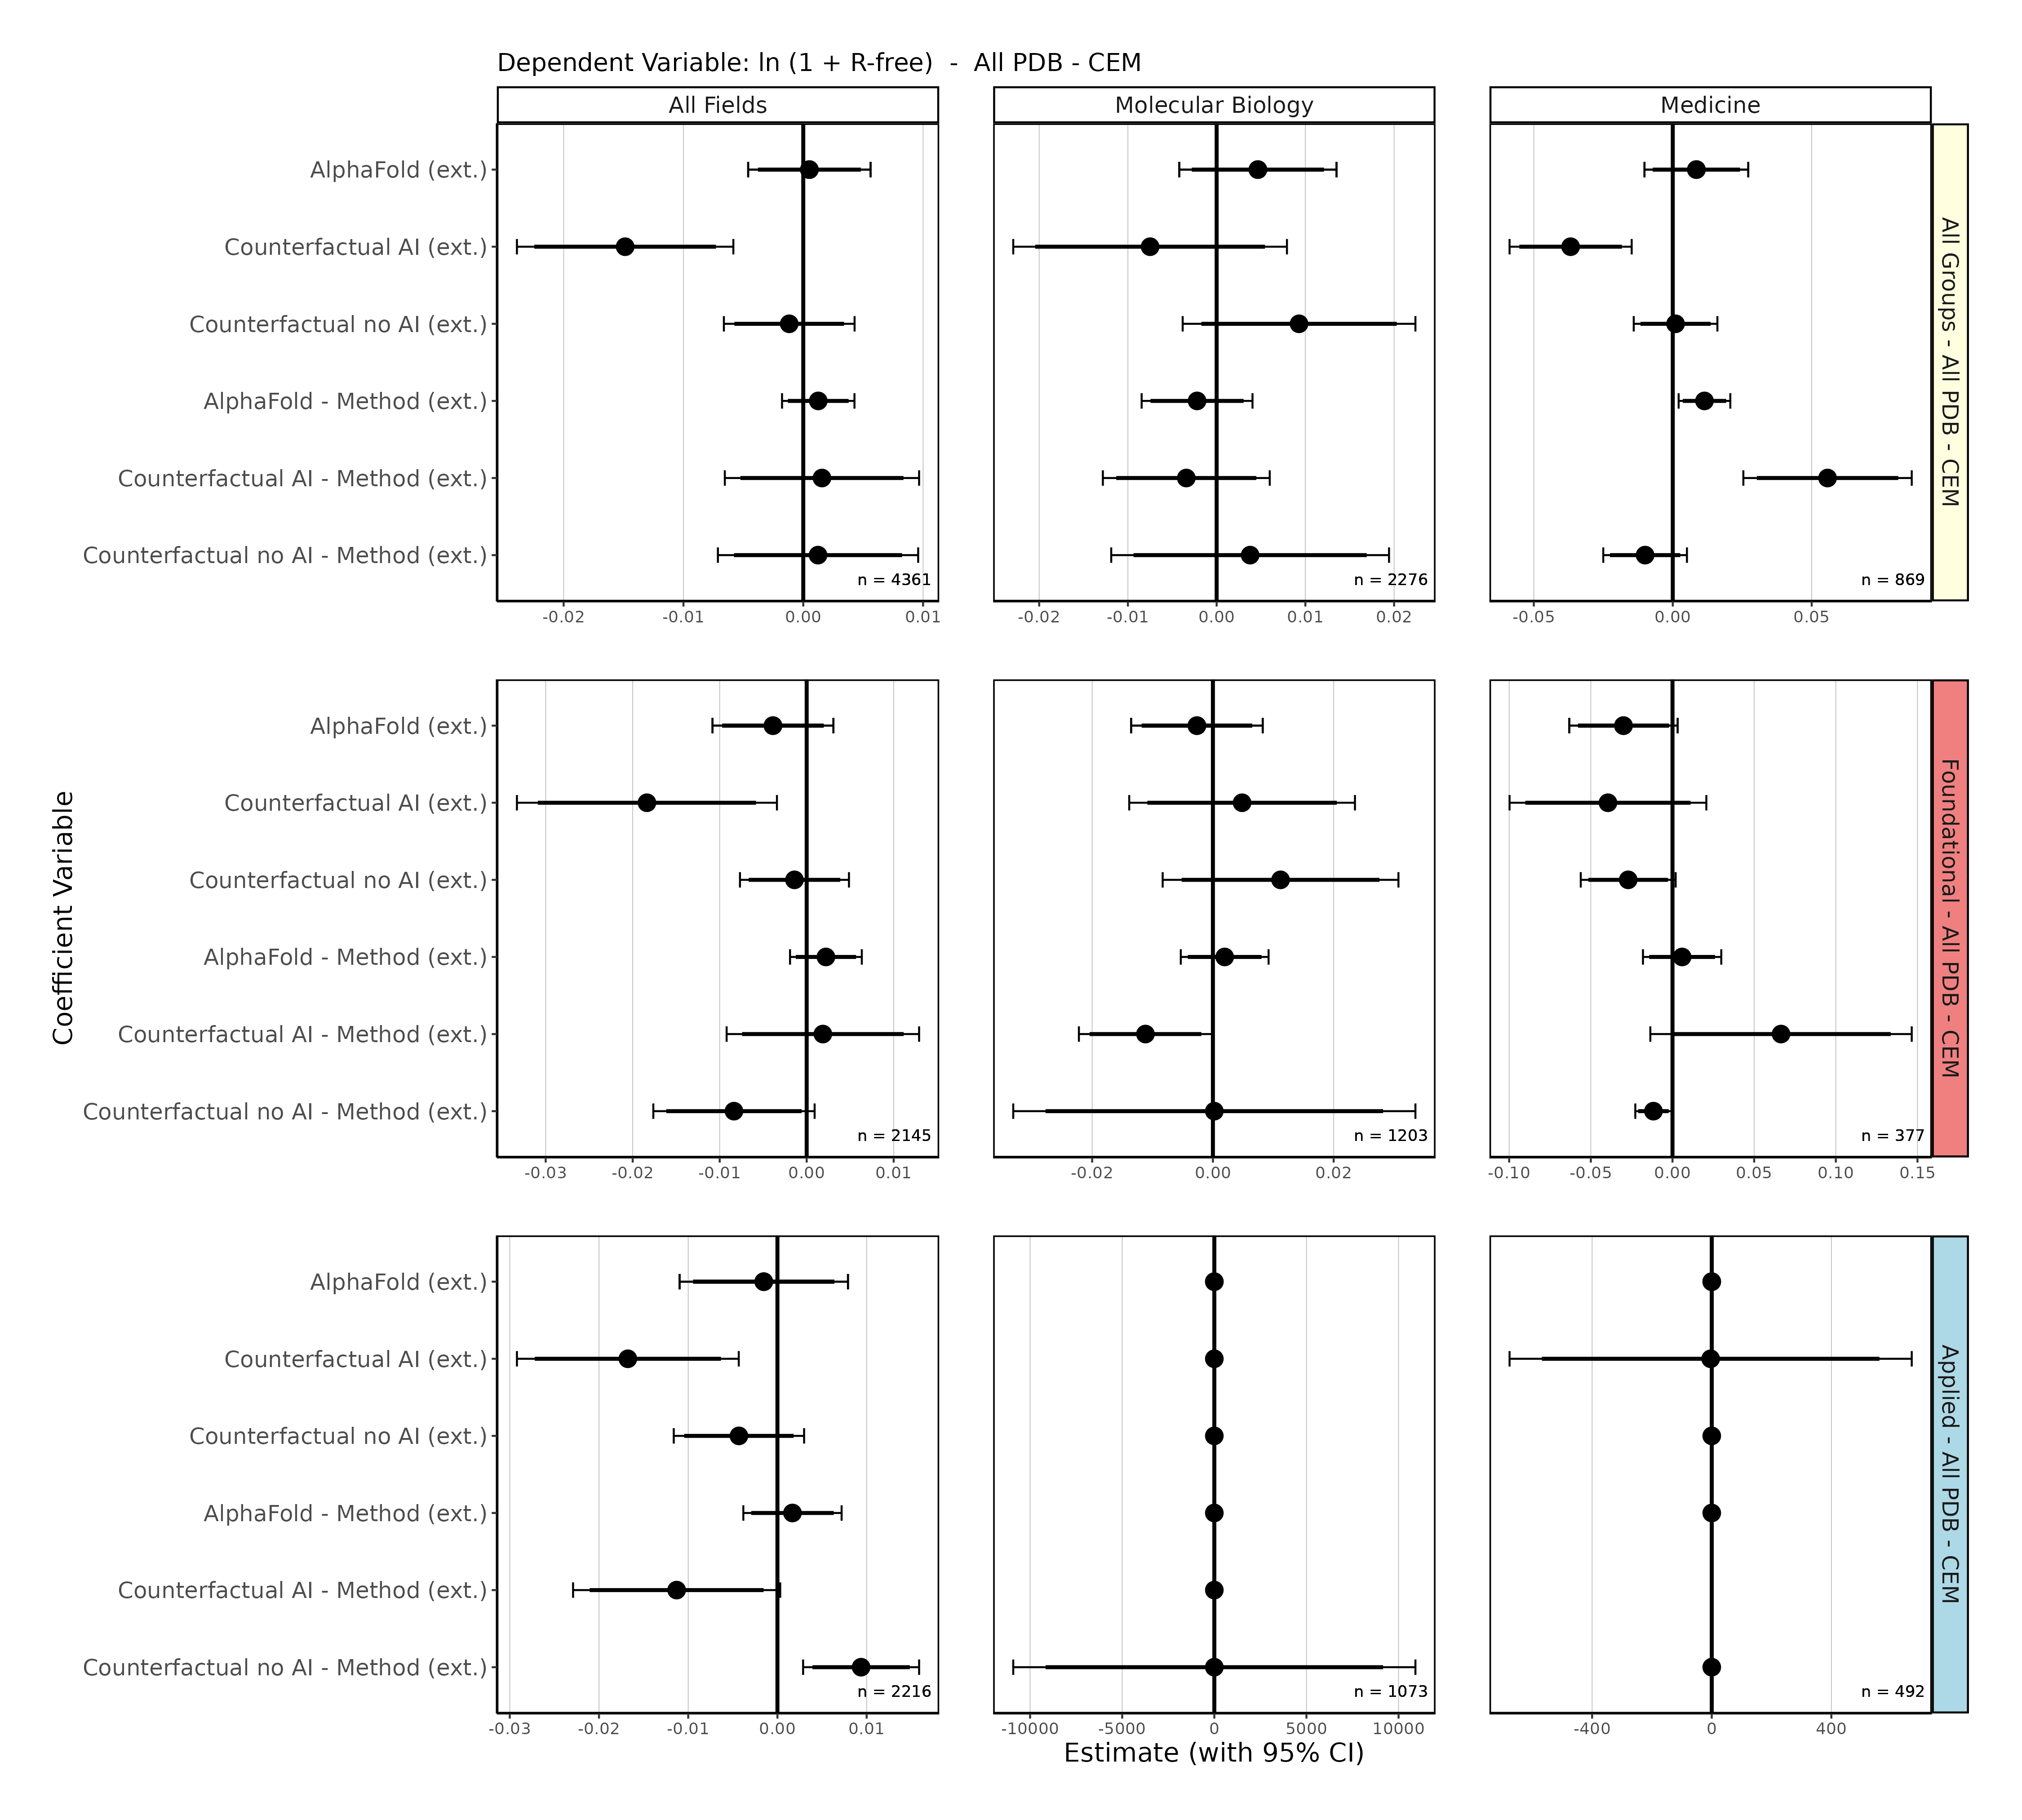 Dependent Variable: ln (1 + R-free)  -  All PDB - CEM
All Fields
Molecular Biology
Medicine
AlphaFold (ext.)
Counterfactual AI (ext.)
Counterfactual no AI (ext.)
AlphaFold - Method (ext.)
Counterfactual AI - Method (ext.)
Counterfactual no AI - Method (ext.)
n = 4361
n = 2276
n = 869
All Groups - All PDB - CEM
-0.02 -0.01 0.00 0.01
-0.02 -0.01 0.00 0.01 0.02
-0.05 0.00 0.05
Coefficient Variable
AlphaFold (ext.)
Counterfactual AI (ext.)
Counterfactual no AI (ext.)
AlphaFold - Method (ext.)
Counterfactual AI - Method (ext.)
Counterfactual no AI - Method (ext.)
n = 2145
n = 1203
n = 377
Foundational - All PDB - CEM
-0.03 -0.02 -0.01 0.00 0.01
-0.02 0.00 0.02
-0.10 -0.05 0.00 0.05 0.10 0.15
AlphaFold (ext.)
Counterfactual AI (ext.)
Counterfactual no AI (ext.)
AlphaFold - Method (ext.)
Counterfactual AI - Method (ext.)
Counterfactual no AI - Method (ext.)
n = 2216
n = 1073
n = 492
Applied - All PDB - CEM
-0.03 -0.02 -0.01 0.00 0.01
-10000 -5000 0 5000 10000
-400 0 400
Estimate (with 95% CI)